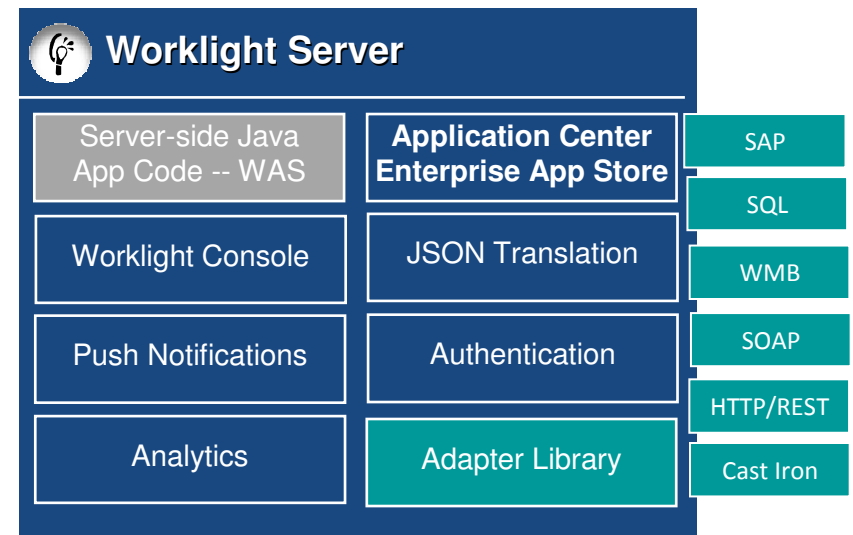 Worklight Server
Server-side Java
App Code -- WAS
Application Center
Enterprise App Store
Worklight Console
JSON Translation
Push Notifications
Authentication
Analytics
Adapter Library
SAP
SQL
WMB
SOAP
HTTP/REST
Cast Iron